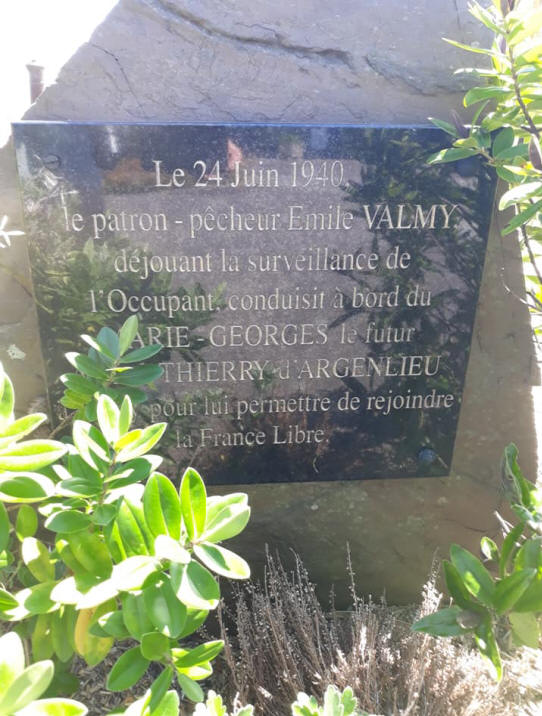 Le 24 Juin 1940,
le patron - pêcheur Emile VALMY,
déjouant la surveillance de
l'Occupant, conduisit à bord du
ARIE - GEORGES le futur
THIERRY d'ARGENLIEU
pour lui permettre de rejoindre
la France Libre.